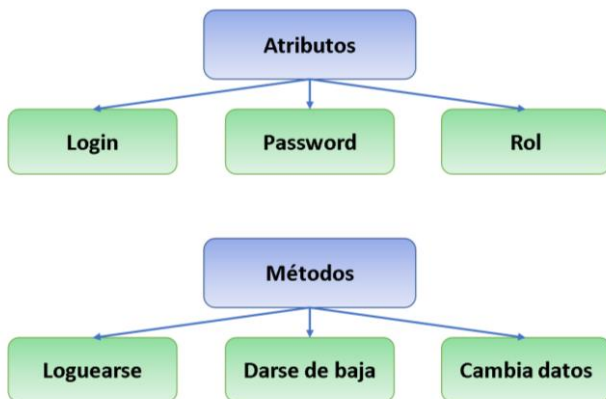 Atributos
Login
Password
Rol
Métodos
Loguearse
Darse de baja
Cambia datos